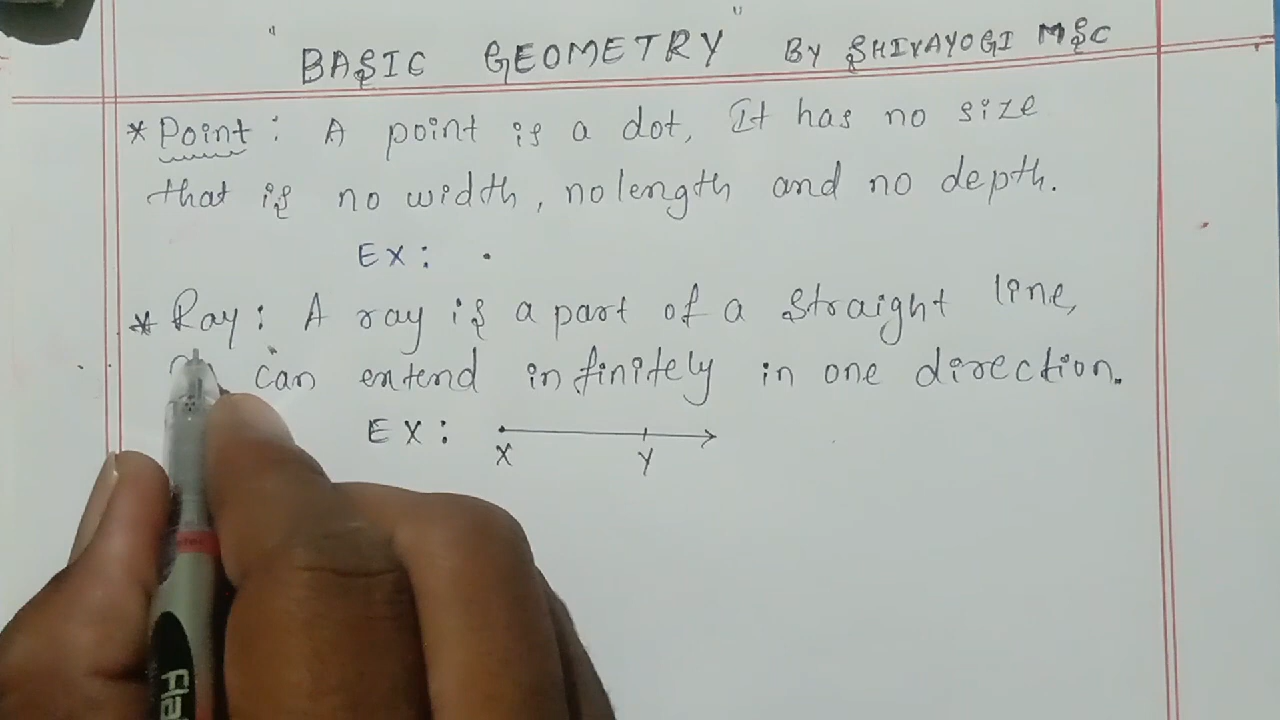 "BASIC GEOMETRY" BY SHIVAYOGI MSC
* Point : A point is a dot, It has no size
that is no width, no length and no depth.
EX : .
* Ray : A ray is a part of a straight line,
can extend infinitely in one direction.
EX :
X Y